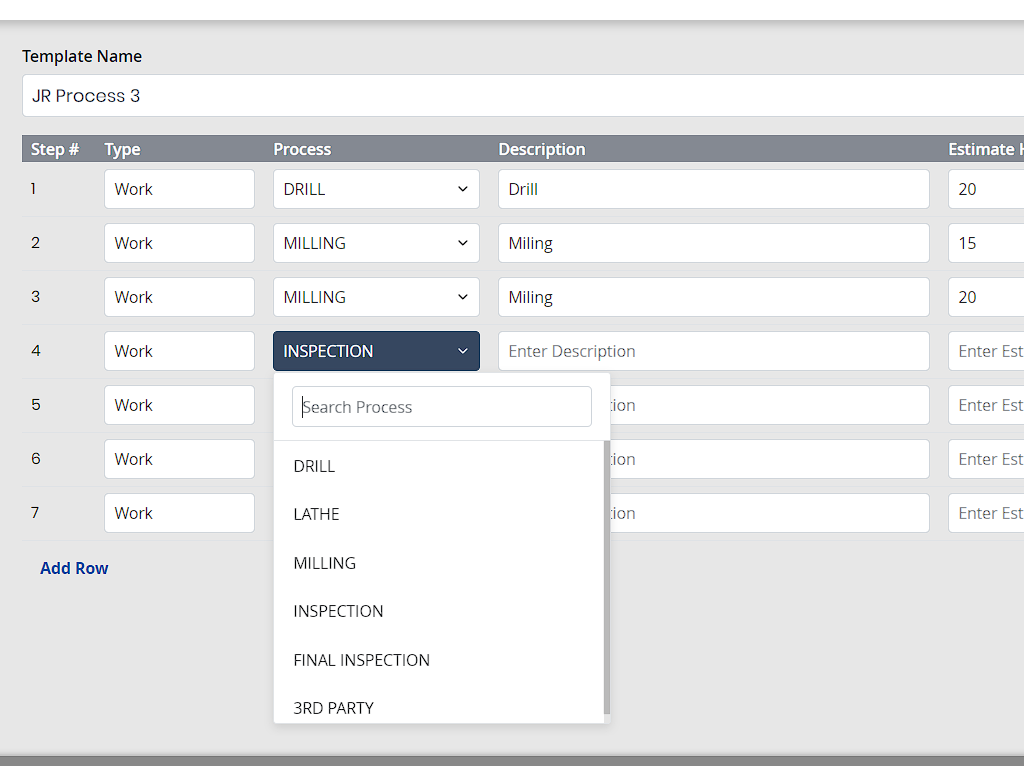 Template Name
JR Process 3
Step # Type Process Description Estimate
1 Work DRILL Drill 20
2 Work MILLING Miling 15
3 Work MILLING Miling 20
4 Work INSPECTION Enter Description Enter Est
5 Work Search Process tion Enter Est
6 Work DRILL tion Enter Est
7 Work LATHE tion Enter Est
Add Row MILLING
INSPECTION
FINAL INSPECTION
3RD PARTY